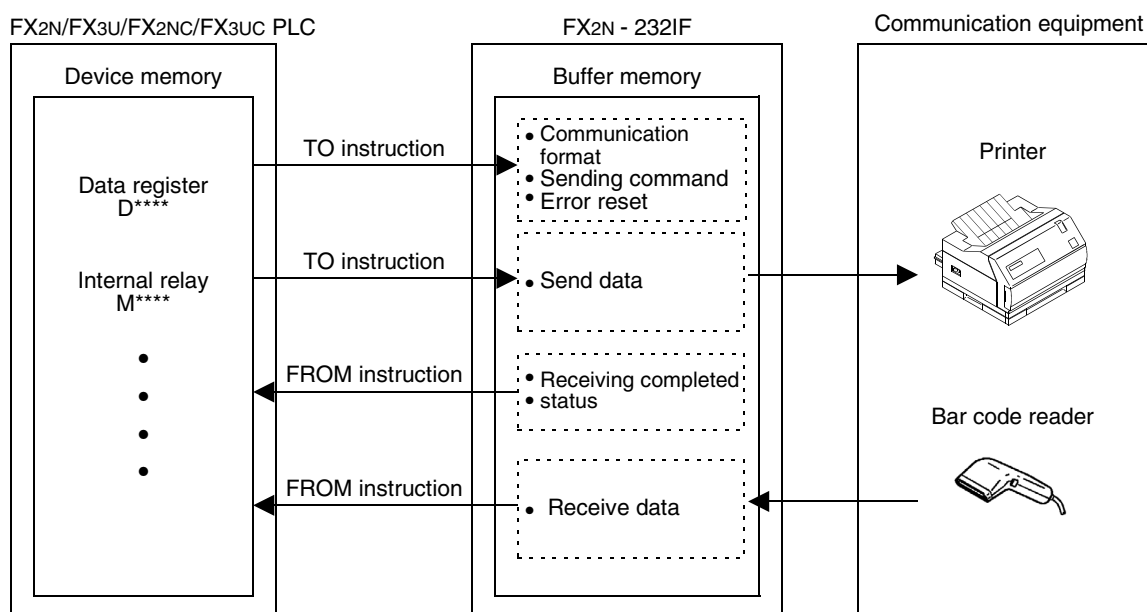 FX2N/FX3U/FX2NC/FX3UC PLC
FX2N - 232IF
Communication equipment
Device memory
Buffer memory
TO instruction
• Communication
format
• Sending command
• Error reset
Printer
Data register
D****
TO instruction
• Send data
Internal relay
M****
FROM instruction
• Receiving completed
• status
Bar code reader
FROM instruction
• Receive data